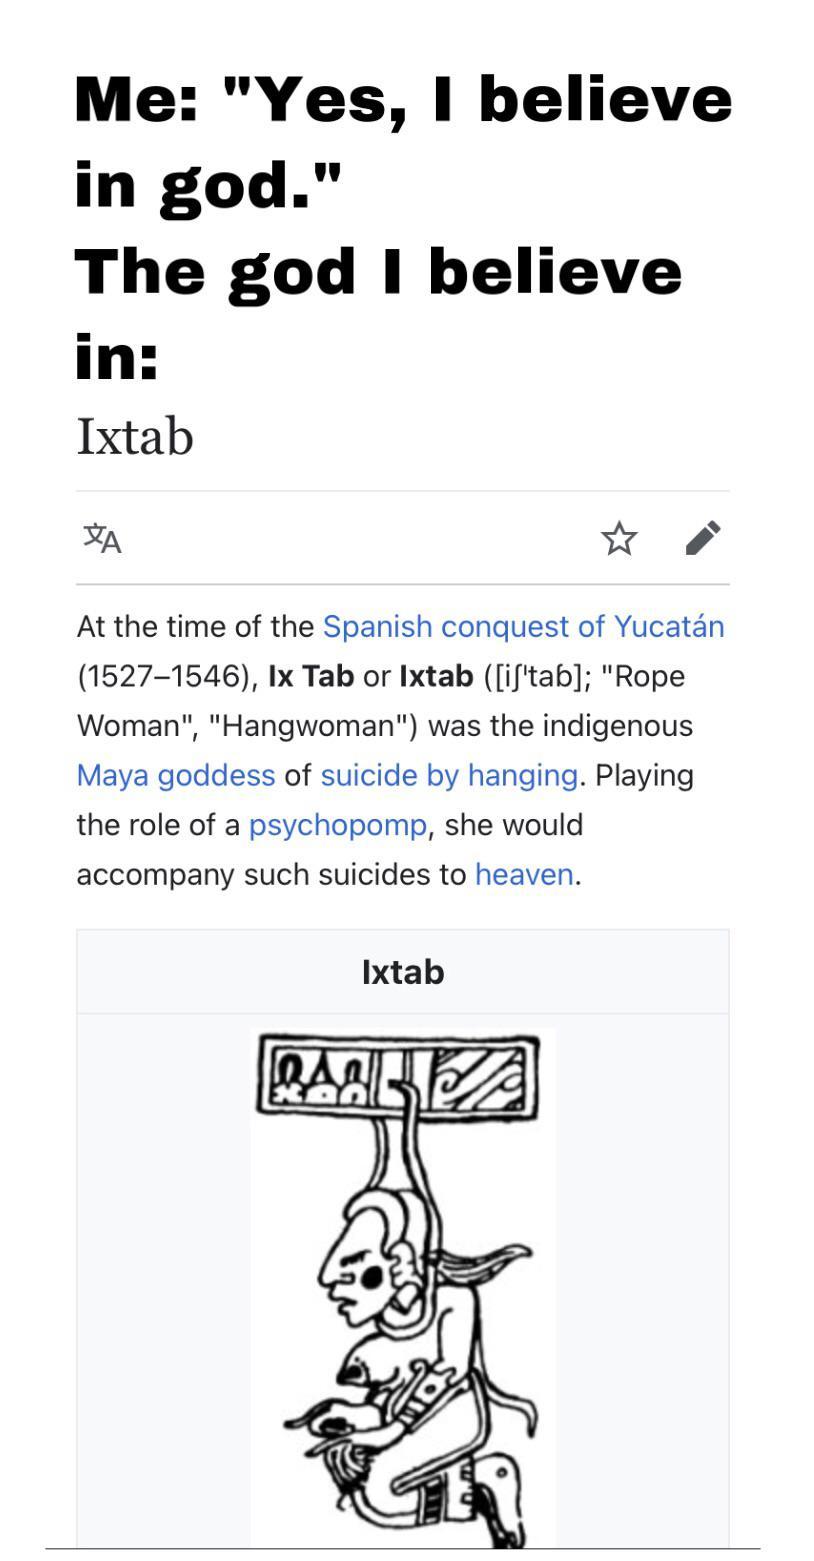 Me: "Yes, I believe
in god."
The god I believe
in:
Ixtab
文A
At the time of the Spanish conquest of Yucatán
(1527–1546), Ix Tab or Ixtab ([iʃˈtaɓ]; "Rope
Woman", "Hangwoman") was the indigenous
Maya goddess of suicide by hanging. Playing
the role of a psychopomp, she would
accompany such suicides to heaven.
Ixtab